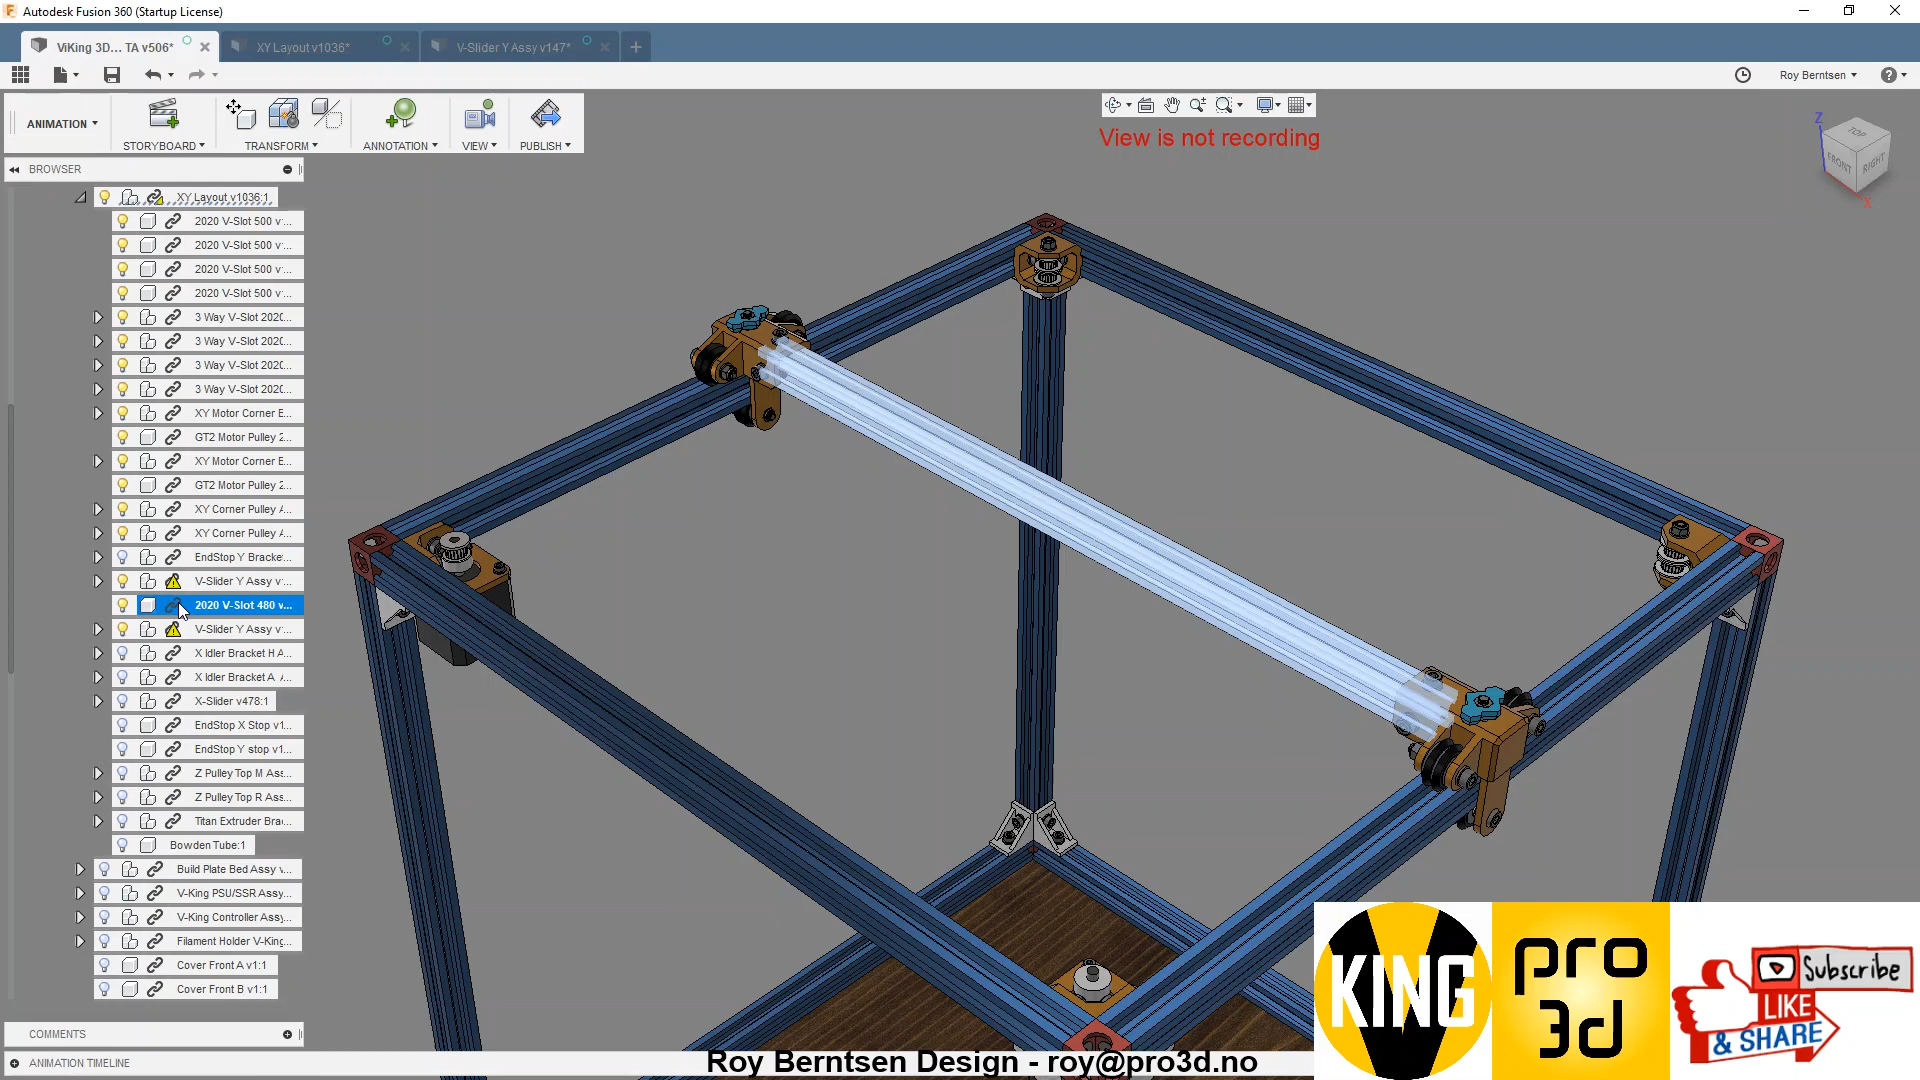 Autodesk Fusion 360 (Startup License)
ViKing 3D... TA v506*
XY Layout v1036*
V-Slider Y Assy v147*
Roy Berntsen
ANIMATION
STORYBOARD
TRANSFORM
ANNOTATION
VIEW
PUBLISH
View is not recording
TOP
FRONT
RIGHT
Z
X
BROWSER
XY Layout v1036:1
2020 V-Slot 500 v...
2020 V-Slot 500 v...
2020 V-Slot 500 v...
2020 V-Slot 500 v...
3 Way V-Slot 2020...
3 Way V-Slot 2020...
3 Way V-Slot 2020...
3 Way V-Slot 2020...
XY Motor Corner B...
GT2 Motor Pulley 2...
XY Motor Corner B...
GT2 Motor Pulley 2...
XY Corner Pulley A...
XY Corner Pulley A...
EndStop Y Bracke...
V-Slider Y Assy v...
2020 V-Slot 480 v...
V-Slider Y Assy v...
X Idler Bracket H A...
X Idler Bracket A A...
X-Slider v478:1
EndStop X Stop v1...
EndStop Y stop v1...
Z Pulley Top M Ass...
Z Pulley Top R Ass...
Titan Extruder Brac...
Bowden Tube:1
Build Plate Bed Assy v...
V-King PSU/SSR Assy...
V-King Controller Assy...
Filament Holder V-King...
Cover Front A v1:1
Cover Front B v1:1
COMMENTS
ANIMATION TIMELINE
Roy Berntsen Design - roy@pro3d.no
KING
pro
3d
Subscribe
LIKE
& SHARE